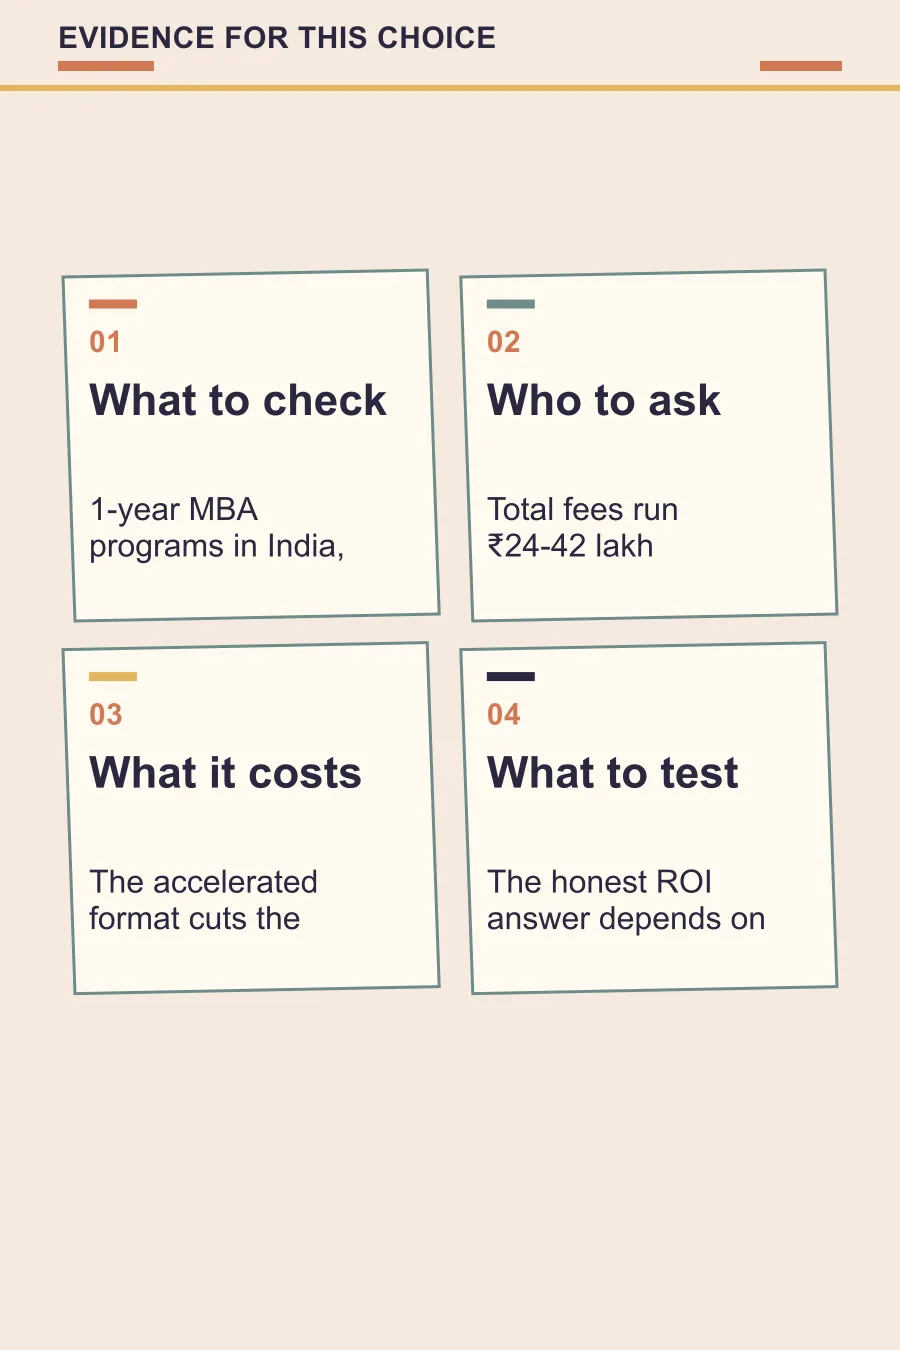 EVIDENCE FOR THIS CHOICE
01
What to check
1-year MBA
programs in India,
02
Who to ask
Total fees run
₹24-42 lakh
03
What it costs
The accelerated
format cuts the
04
What to test
The honest ROI
answer depends on